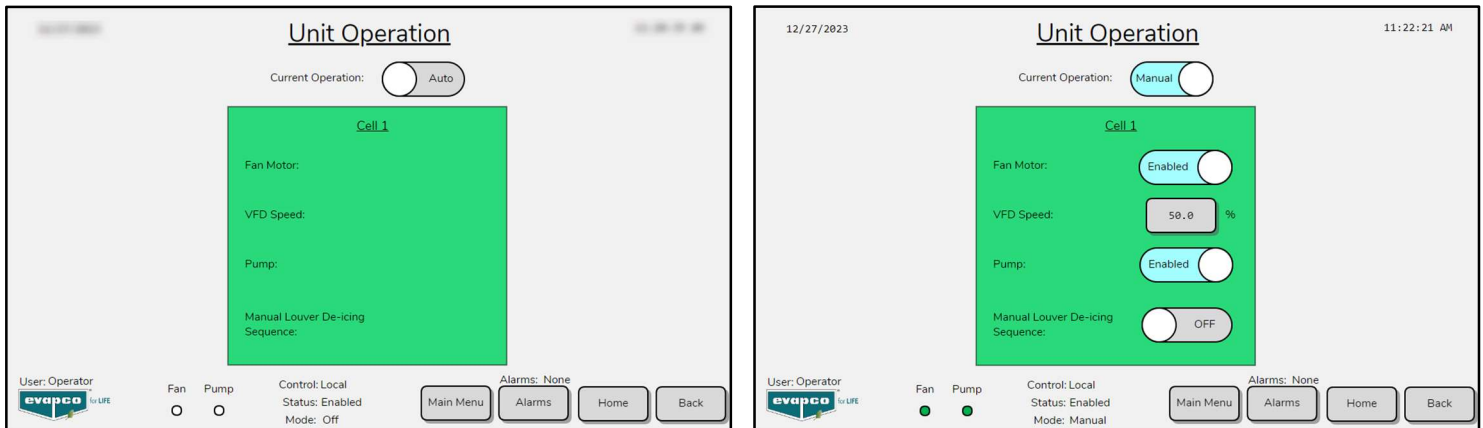 Unit Operation
Current Operation: Auto
Cell 1
Fan Motor:
VFD Speed:
Pump:
Manual Louver De-icing
Sequence:
User: Operator
evapco for LIFE
Fan Pump
Control: Local
Status: Enabled
Mode: Off
Alarms: None
Main Menu Alarms Home Back
12/27/2023 Unit Operation 11:22:21 AM
Current Operation: Manual
Cell 1
Fan Motor: Enabled
VFD Speed: 50.0 %
Pump: Enabled
Manual Louver De-icing
Sequence: OFF
User: Operator
evapco for LIFE
Fan Pump
Control: Local
Status: Enabled
Mode: Manual
Alarms: None
Main Menu Alarms Home Back